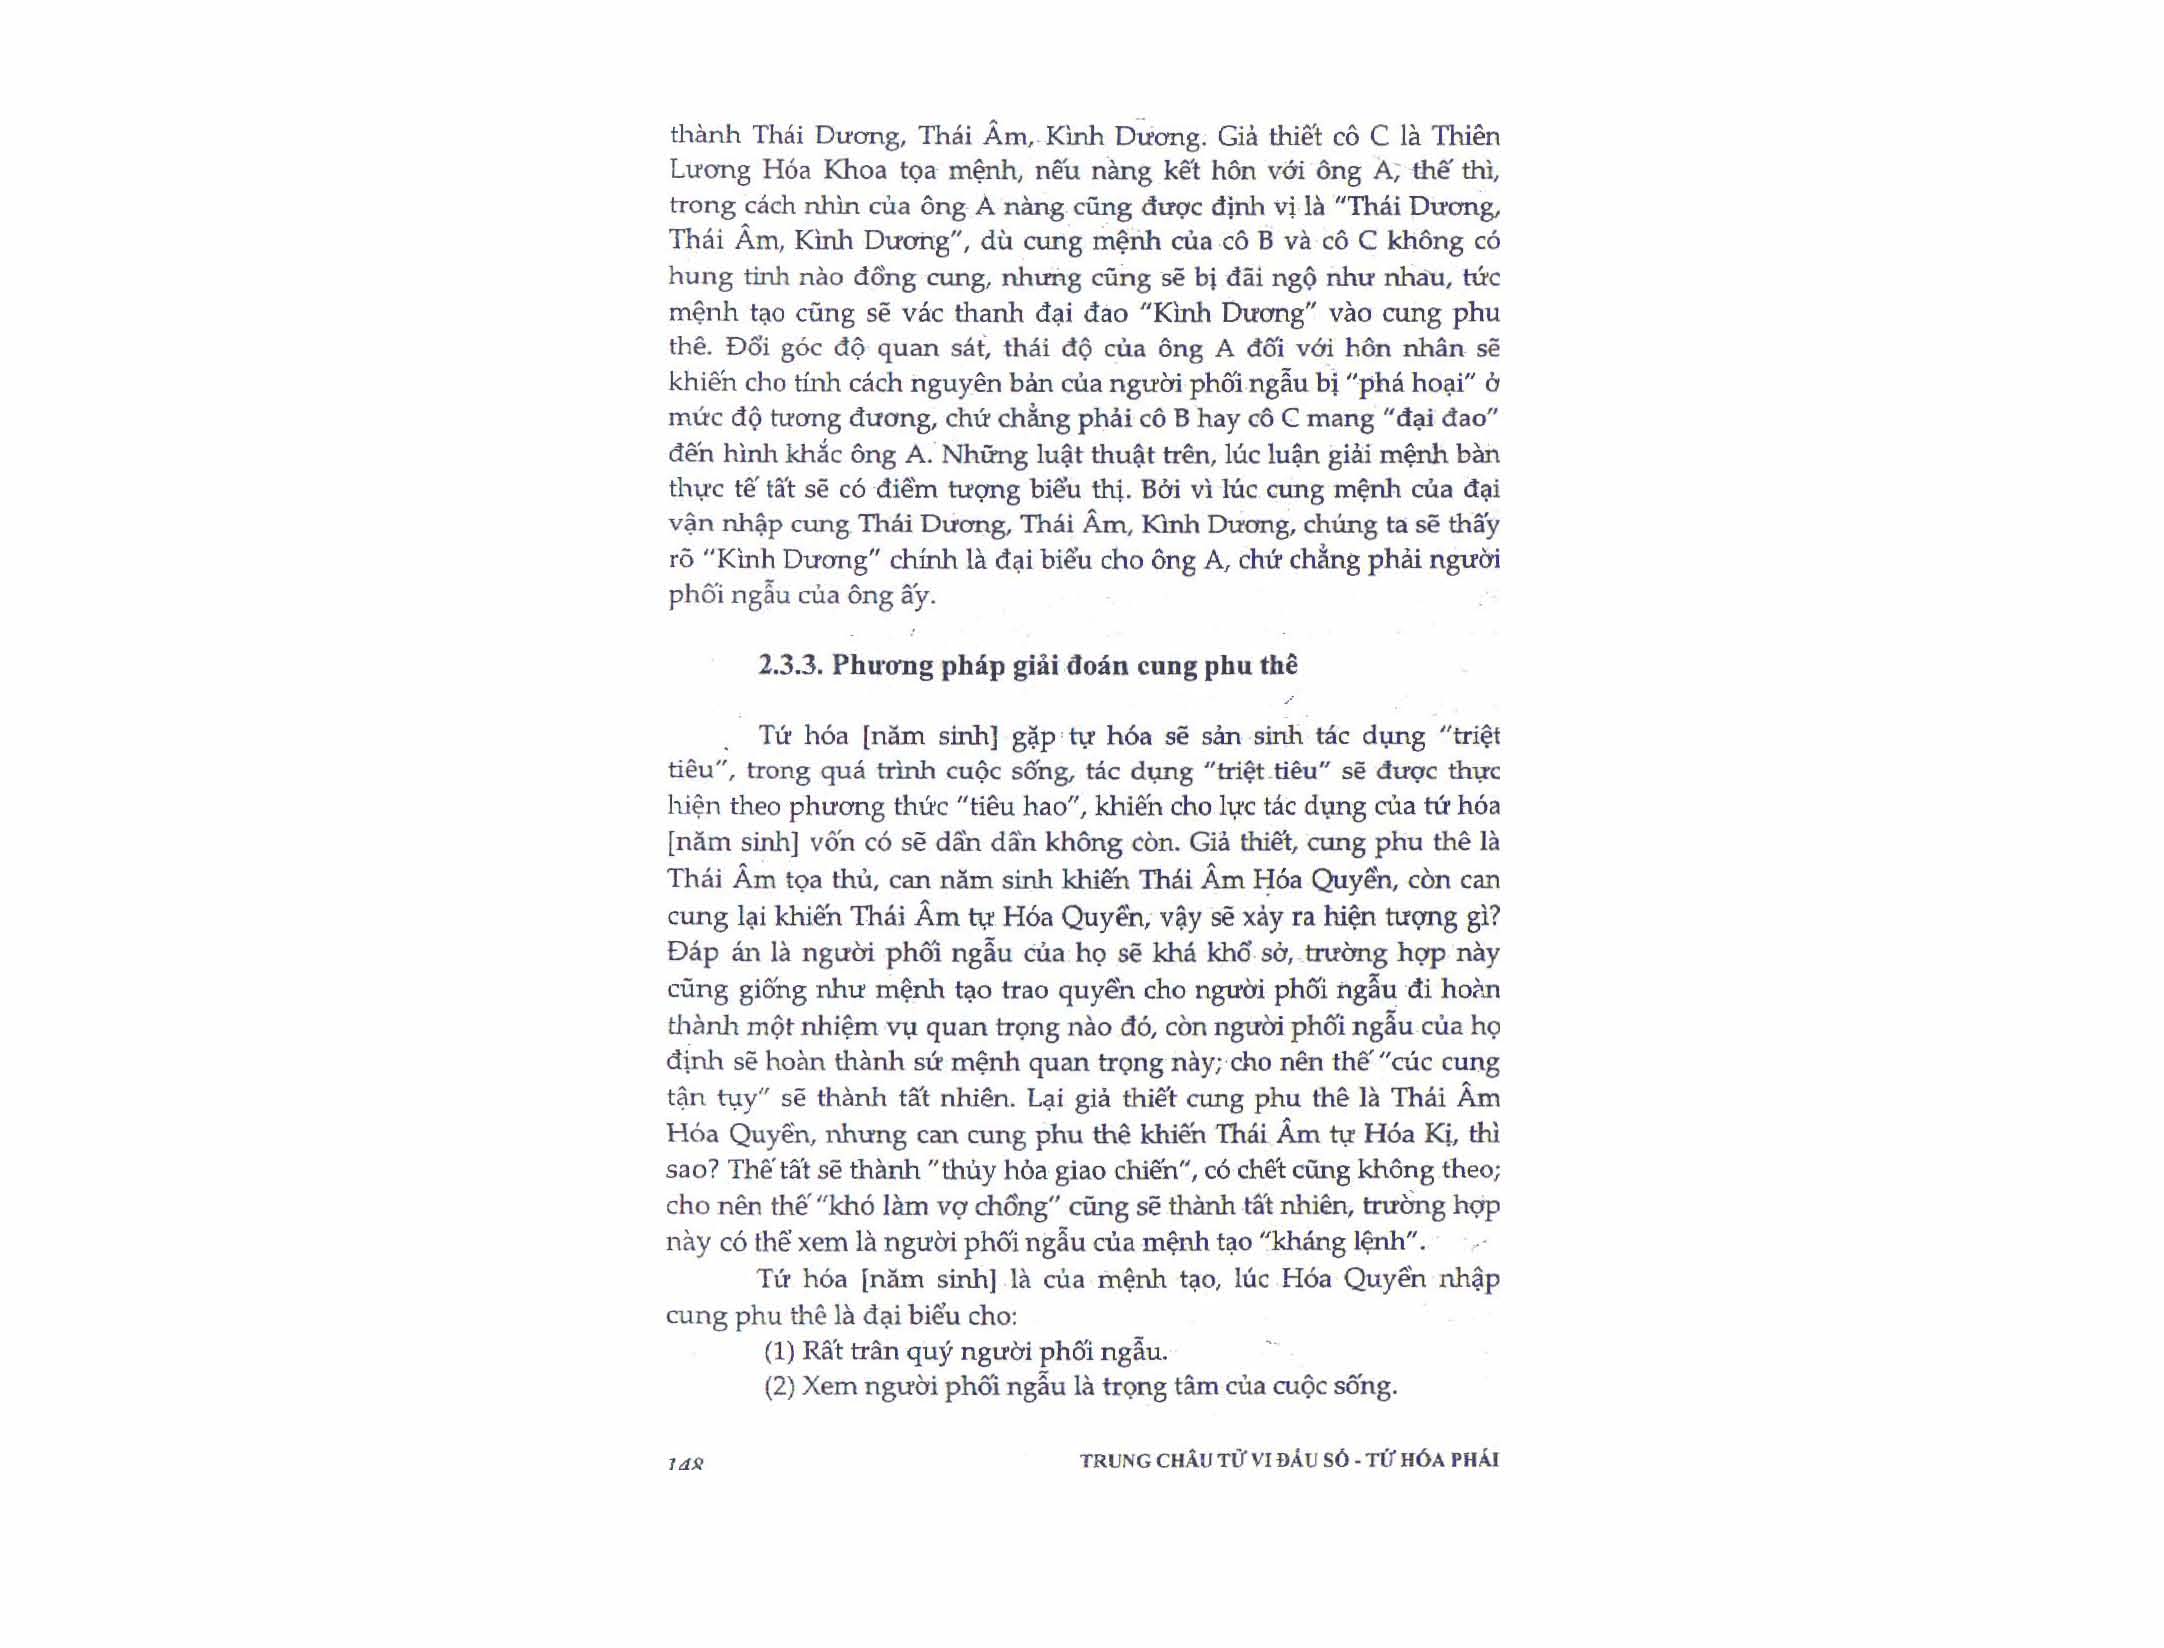 thành Thái Dương, Thái Âm, Kình Dương. Giả thiết cô C là Thiên
Lương Hóa Khoa tọa mệnh, nếu nàng kết hôn với ông A, thế thì,
trong cách nhìn của ông A nàng cũng được định vị là "Thái Dương,
Thái Âm, Kình Dương", dù cung mệnh của cô B và cô C không có
hung tinh nào đồng cung, nhưng cũng sẽ bị đãi ngộ như nhau, tức
mệnh tạo cũng sẽ vác thanh đại đao "Kình Dương" vào cung phu
thê. Đổi góc độ quan sát, thái độ của ông A đối với hôn nhân sẽ
khiến cho tính cách nguyên bản của người phối ngẫu bị "phá hoại" ở
mức độ tương đương, chứ chẳng phải cô B hay cô C mang "đại đao"
đến hình khắc ông A. Những luật thuật trên, lúc luận giải mệnh bàn
thực tế tất sẽ có điềm tượng biểu thị. Bởi vì lúc cung mệnh của đại
vận nhập cung Thái Dương, Thái Âm, Kình Dương, chúng ta sẽ thấy
rõ "Kình Dương" chính là đại biểu cho ông A, chứ chẳng phải người
phối ngẫu của ông ấy.
2.3.3. Phương pháp giải đoán cung phu thê
Tứ hóa [năm sinh] gặp tự hóa sẽ sản sinh tác dụng "triệt
tiêu", trong quá trình cuộc sống, tác dụng "triệt tiêu" sẽ được thực
hiện theo phương thức "tiêu hao", khiến cho lực tác dụng của tứ hóa
[năm sinh] vốn có sẽ dần dần không còn. Giả thiết, cung phu thê là
Thái Âm tọa thủ, can năm sinh khiến Thái Âm Hóa Quyền, còn can
cung lại khiến Thái Âm tự Hóa Quyền, vậy sẽ xảy ra hiện tượng gì?
Đáp án là người phối ngẫu của họ sẽ khá khổ sở, trường hợp này
cũng giống như mệnh tạo trao quyền cho người phối ngẫu đi hoàn
thành một nhiệm vụ quan trọng nào đó, còn người phối ngẫu của họ
định sẽ hoàn thành sứ mệnh quan trọng này; cho nên thế "cúc cung
tận tụy" sẽ thành tất nhiên. Lại giả thiết cung phu thê là Thái Âm
Hóa Quyền, nhưng can cung phu thê khiến Thái Âm tự Hóa Kị, thì
sao? Thế tất sẽ thành "thủy hỏa giao chiến", có chết cũng không theo;
cho nên thế "khó làm vợ chồng" cũng sẽ thành tất nhiên, trường hợp
này có thể xem là người phối ngẫu của mệnh tạo "kháng lệnh".
Tứ hóa [năm sinh] là của mệnh tạo, lúc Hóa Quyền nhập
cung phu thê là đại biểu cho:
(1) Rất trân quý người phối ngẫu.
(2) Xem người phối ngẫu là trọng tâm của cuộc sống.
148 TRUNG CHÂU TỬ VI ĐẨU SỐ - TỨ HÓA PHÁI